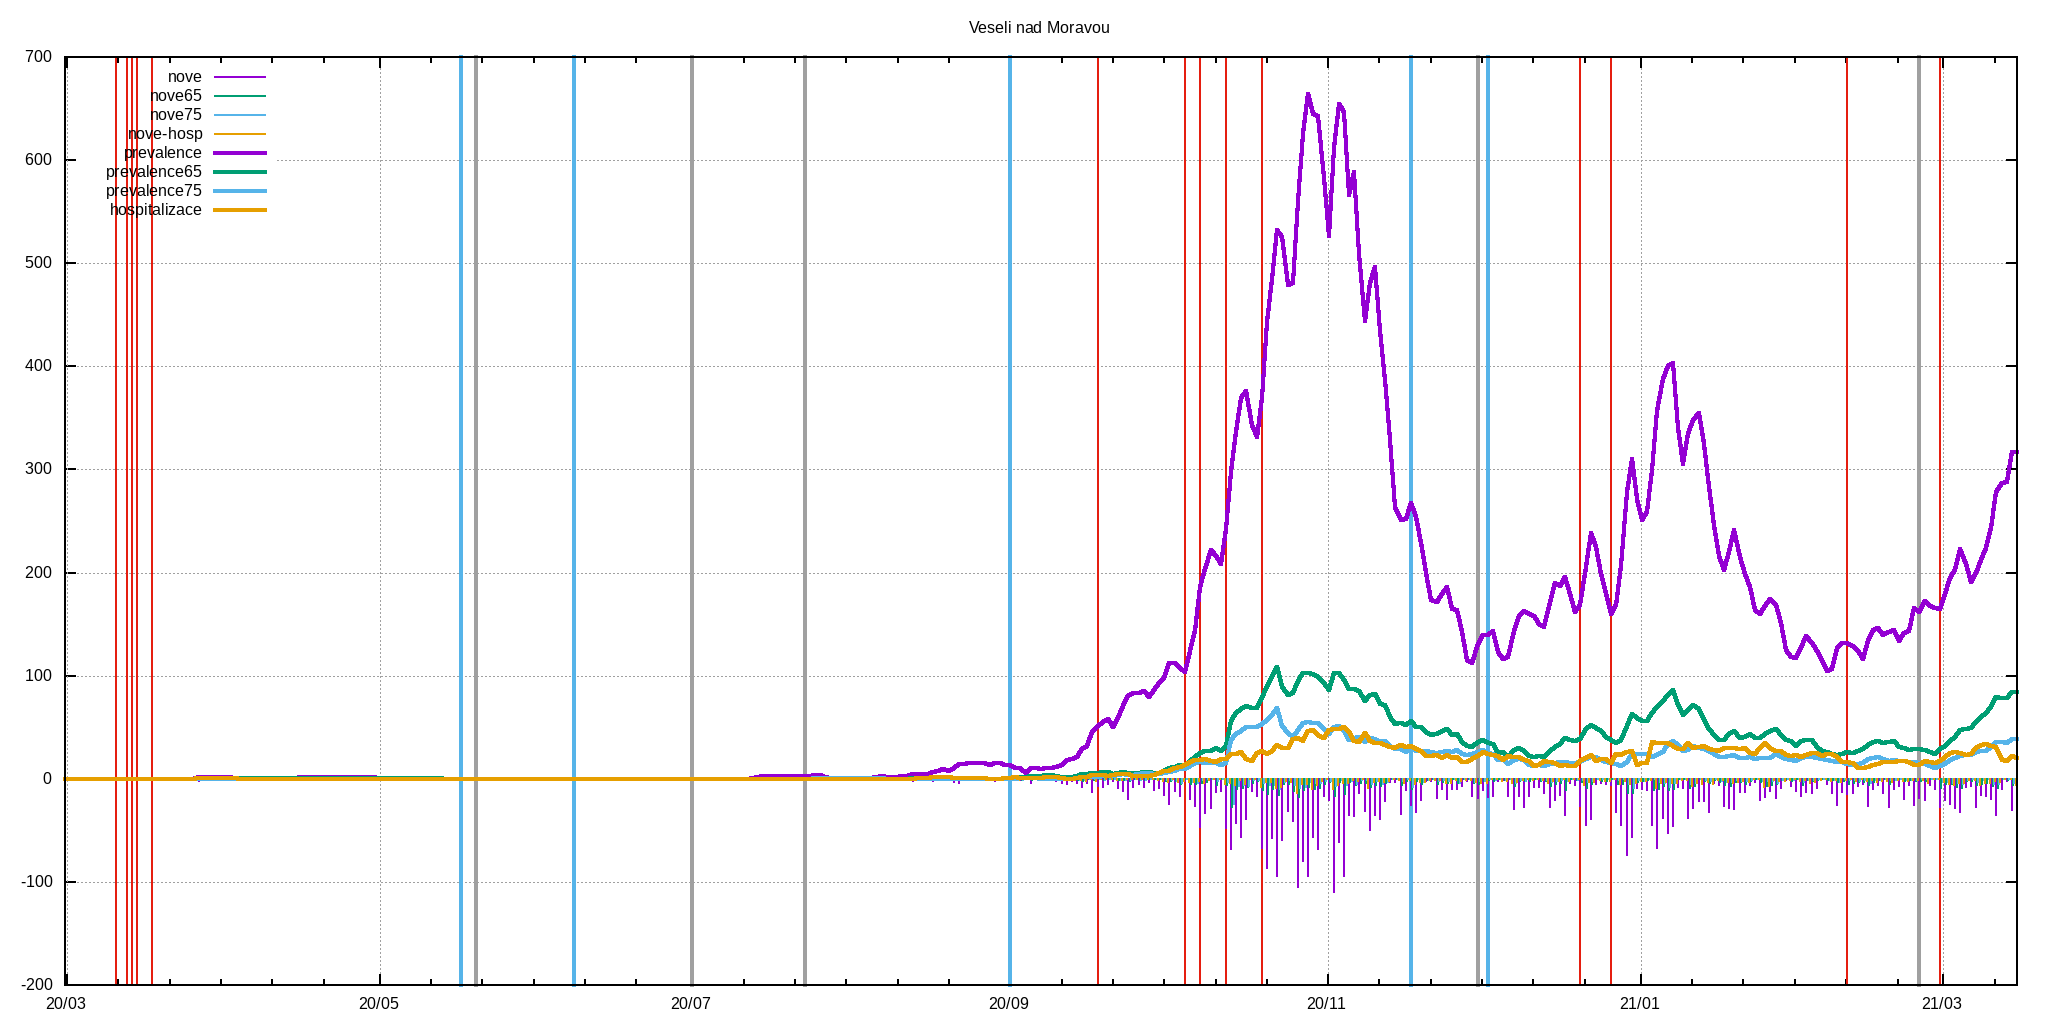 Veseli nad Moravou
700
600
500
400
300
200
100
0
-100
-200
nove
nove65
nove75
nove-hosp
prevalence
prevalence65
prevalence75
hospitalizace
20/03 20/05 20/07 20/09 20/11 21/01 21/03